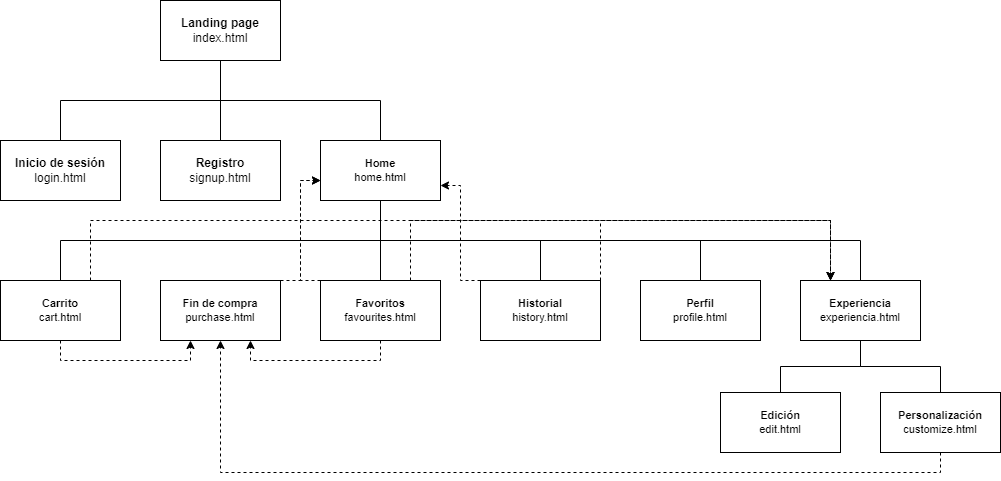 Landing page
index.html
Inicio de sesión
login.html
Registro
signup.html
Home
home.html
Carrito
cart.html
Fin de compra
purchase.html
Favoritos
favourites.html
Historial
history.html
Perfil
profile.html
Experiencia
experiencia.html
Edición
edit.html
Personalización
customize.html